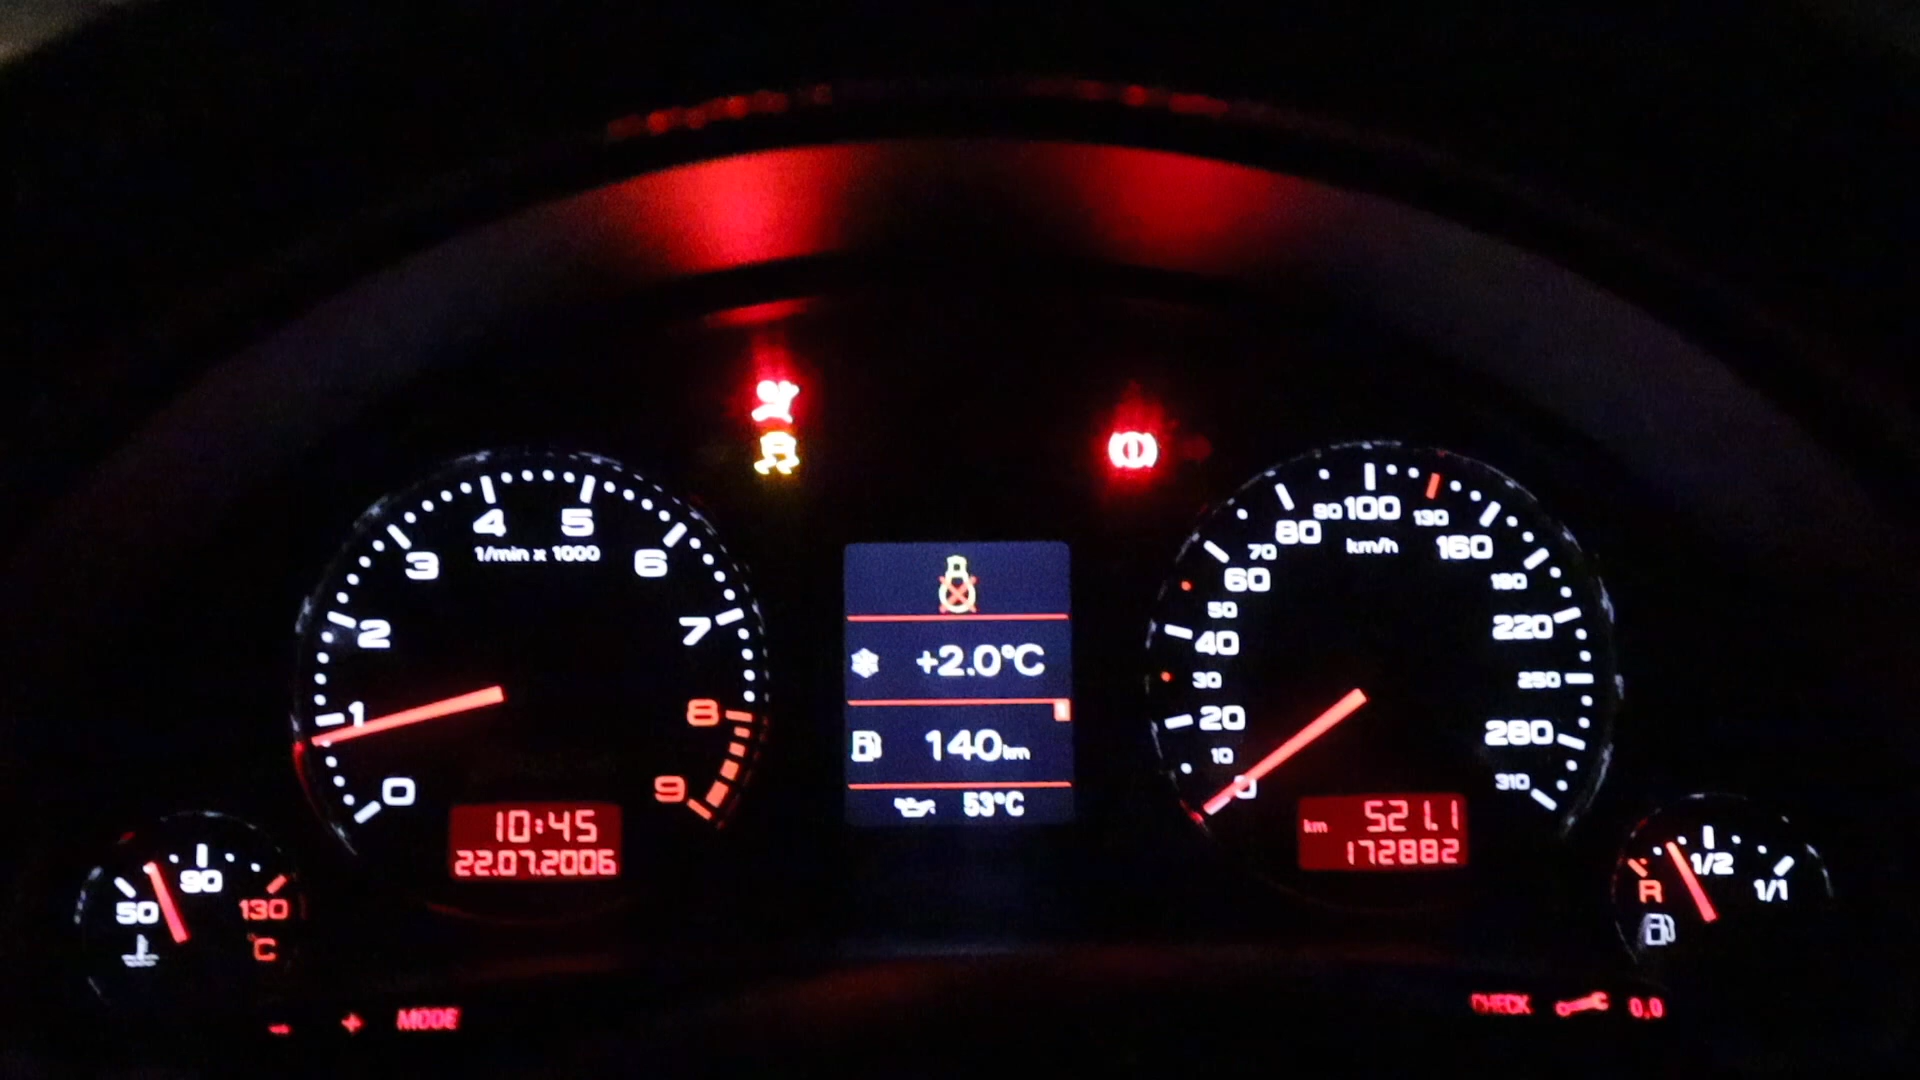 0 1 2 3 4 5 6 7 8 9
1/min x 1000
10:45
22.07.2006
50 90 130
°C
- + MODE
+2.0°C
140km
1
53°C
0 10 20 30 40 50 60 70 80 90 100 130 160 190 220 250 280 310
km/h
km 521.1
172882
R 1/2 1/1
CHECK 0,0